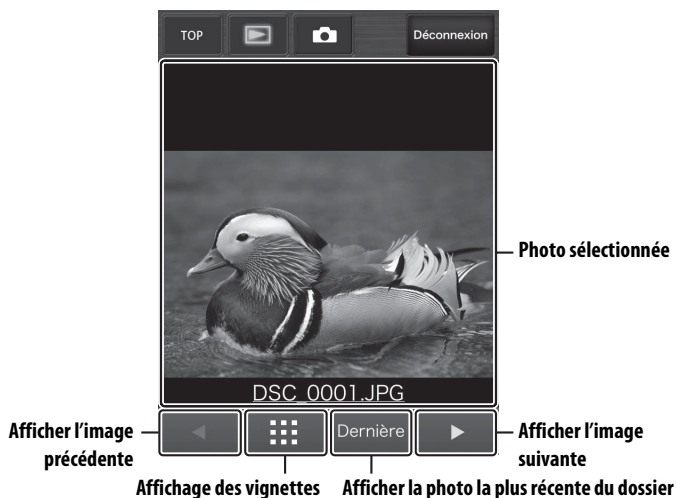 TOP
Déconnexion
Photo sélectionnée
DSC_0001.JPG
Afficher l'image
précédente
Dernière
Afficher l'image
suivante
Affichage des vignettes
Afficher la photo la plus récente du dossier